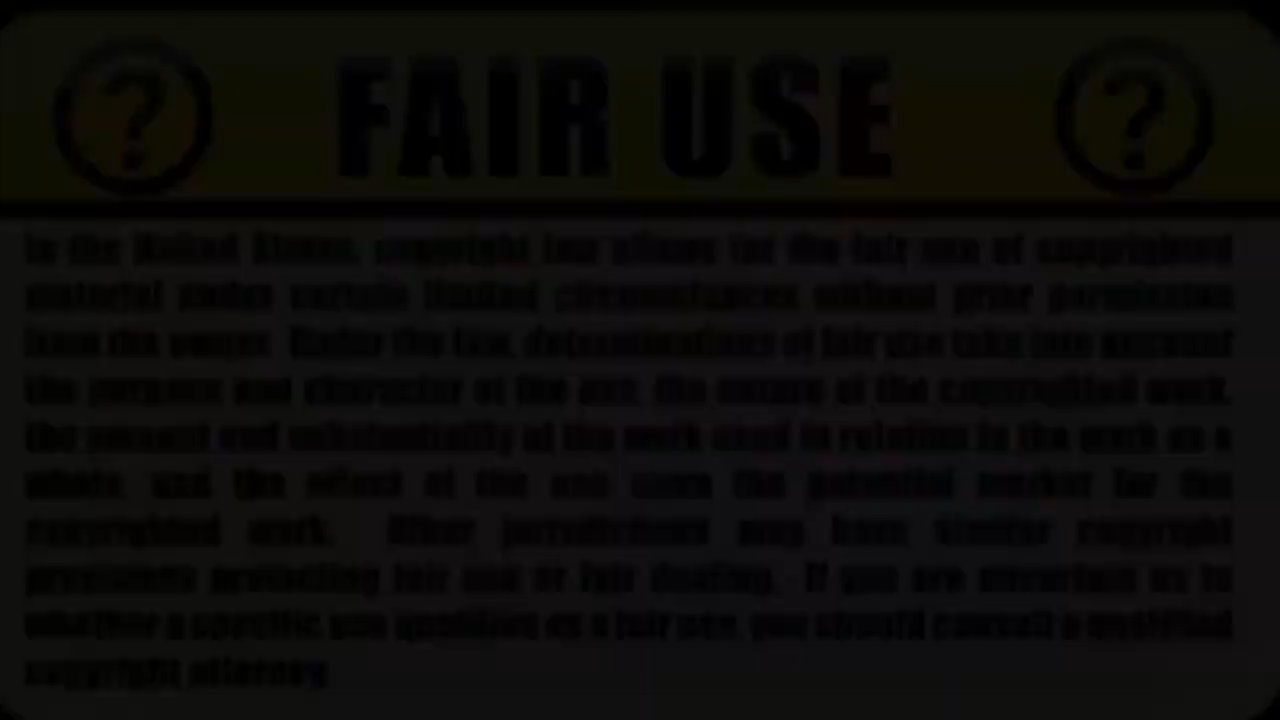 ? FAIR USE ?
In the United States, copyright law allows for the fair use of copyrighted
material under certain limited circumstances without prior permission
from the owner. Under the law, determinations of fair use take into account
the purpose and character of the use, the nature of the copyrighted work,
the amount and substantiality of the work used in relation to the work as a
whole, and the effect of the use upon the potential market for the
copyrighted work. Other jurisdictions may have similar copyright
provisions protecting fair use or fair dealing. If you are uncertain as to
whether a specific use qualifies as a fair use, you should consult a qualified
copyright attorney.